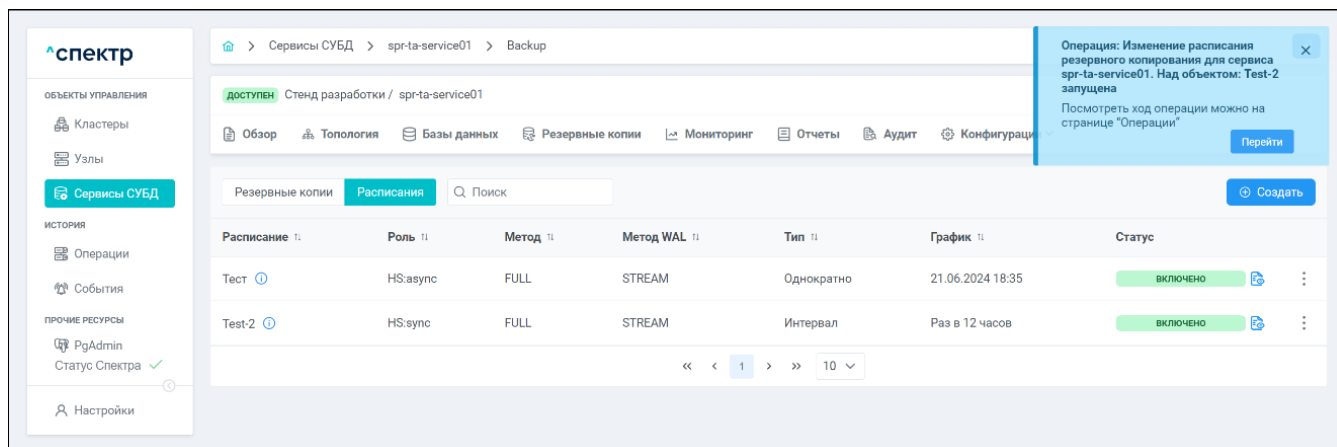 ^спектр
ОБЪЕКТЫ УПРАВЛЕНИЯ
Кластеры
Узлы
Сервисы СУБД
ИСТОРИЯ
Операции
События
ПРОЧИЕ РЕСУРСЫ
PgAdmin
Статус Спектра
Настройки
> Сервисы СУБД > spr-ta-service01 > Backup
ДОСТУПЕН Стенд разработки / spr-ta-service01
Обзор Топология Базы данных Резервные копии Мониторинг Отчеты Аудит Конфигурация
Операция: Изменение расписания
резервного копирования для сервиса
spr-ta-service01. Над объектом: Test-2
запущена
Посмотреть ход операции можно на
странице "Операции"
Перейти
Резервные копии Расписания Поиск Создать
Расписание Роль Метод Метод WAL Тип График Статус
Тест HS:async FULL STREAM Однократно 21.06.2024 18:35 ВКЛЮЧЕНО
Test-2 HS:sync FULL STREAM Интервал Раз в 12 часов ВКЛЮЧЕНО
« < 1 > » 10